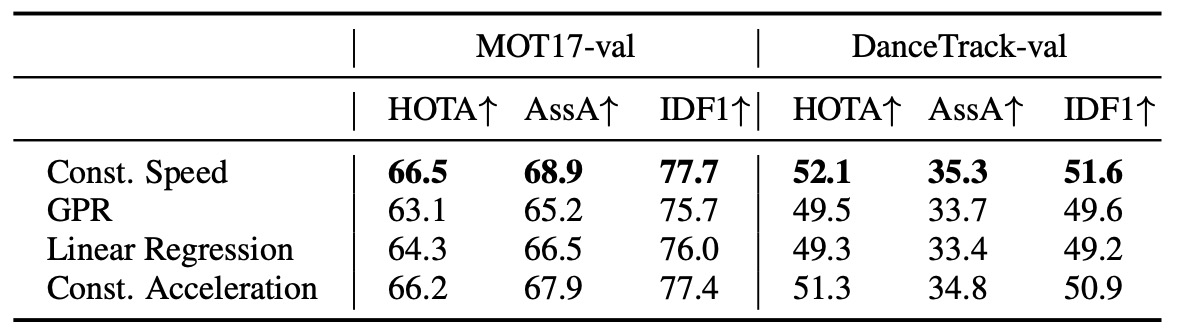 MOT17-val DanceTrack-val
HOTA↑ AssA↑ IDF1↑ HOTA↑ AssA↑ IDF1↑
Const. Speed 66.5 68.9 77.7 52.1 35.3 51.6
GPR 63.1 65.2 75.7 49.5 33.7 49.6
Linear Regression 64.3 66.5 76.0 49.3 33.4 49.2
Const. Acceleration 66.2 67.9 77.4 51.3 34.8 50.9